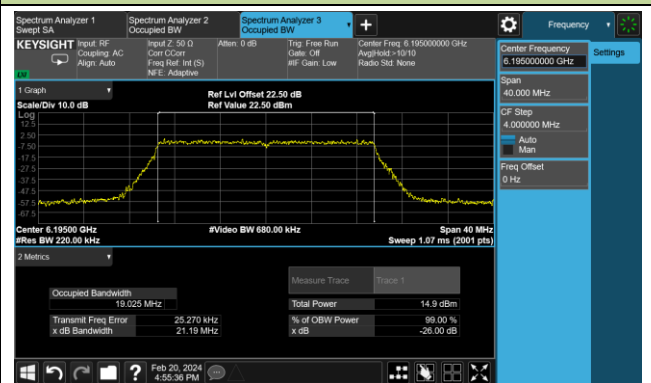 Spectrum Analyzer 1
Swept SA
Spectrum Analyzer 2
Occupied BW
Spectrum Analyzer 3
Occupied BW
Frequency
KEYSIGHT
Input: RF
Coupling: AC
Align: Auto
Input Z: 50 Ω
Corr CCorr
Freq Ref: Int (S)
NFE: Adaptive
Atten: 0 dB
Trig: Free Run
Gate: Off
#IF Gain: Low
Center Freq: 6.195000000 GHz
Avg|Hold:>10/10
Radio Std: None
Center Frequency
6.195000000 GHz
Settings
Span
40.000 MHz
CF Step
4.000000 MHz
Auto
Man
Freq Offset
0 Hz
1 Graph
Scale/Div 10.0 dB
Ref Lvl Offset 22.50 dB
Ref Value 22.50 dBm
Log
12.5
2.50
-7.50
-17.5
-27.5
-37.5
-47.5
-57.5
-67.5
Center 6.19500 GHz
#Res BW 220.00 kHz
#Video BW 680.00 kHz
Span 40 MHz
Sweep 1.07 ms (2001 pts)
2 Metrics
Measure Trace
Trace 1
Occupied Bandwidth
19.025 MHz
Total Power
14.9 dBm
Transmit Freq Error
25.270 kHz
% of OBW Power
99.00 %
x dB Bandwidth
21.19 MHz
x dB
-26.00 dB
Feb 20, 2024
4:55:36 PM